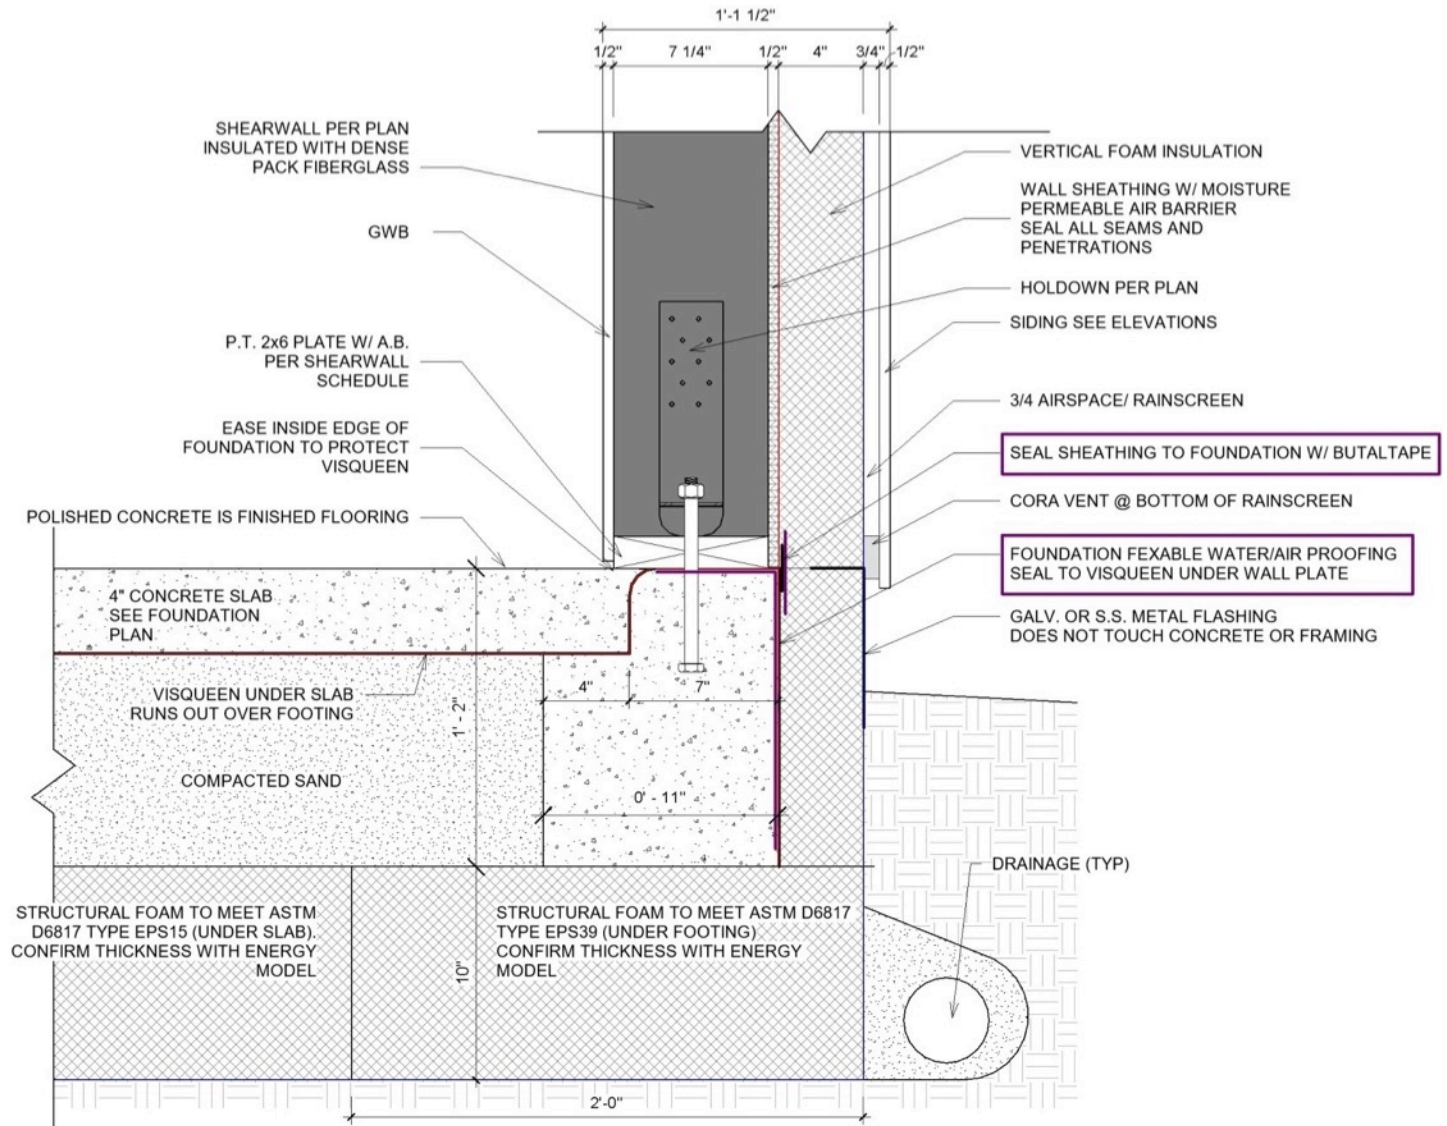 1'-1 1/2"
1/2"
7 1/4"
1/2"
4"
3/4"
1/2"
SHEARWALL PER PLAN
INSULATED WITH DENSE
PACK FIBERGLASS
GWB
P.T. 2x6 PLATE W/ A.B.
PER SHEARWALL
SCHEDULE
EASE INSIDE EDGE OF
FOUNDATION TO PROTECT
VISQUEEN
POLISHED CONCRETE IS FINISHED FLOORING
4" CONCRETE SLAB
SEE FOUNDATION
PLAN
VISQUEEN UNDER SLAB
RUNS OUT OVER FOOTING
COMPACTED SAND
STRUCTURAL FOAM TO MEET ASTM
D6817 TYPE EPS15 (UNDER SLAB).
CONFIRM THICKNESS WITH ENERGY
MODEL
1' - 2"
10"
4"
7"
0' - 11"
STRUCTURAL FOAM TO MEET ASTM D6817
TYPE EPS39 (UNDER FOOTING)
CONFIRM THICKNESS WITH ENERGY
MODEL
2'-0"
VERTICAL FOAM INSULATION
WALL SHEATHING W/ MOISTURE
PERMEABLE AIR BARRIER
SEAL ALL SEAMS AND
PENETRATIONS
HOLDOWN PER PLAN
SIDING SEE ELEVATIONS
3/4 AIRSPACE/ RAINSCREEN
SEAL SHEATHING TO FOUNDATION W/ BUTALTAPE
CORA VENT @ BOTTOM OF RAINSCREEN
FOUNDATION FEXABLE WATER/AIR PROOFING
SEAL TO VISQUEEN UNDER WALL PLATE
GALV. OR S.S. METAL FLASHING
DOES NOT TOUCH CONCRETE OR FRAMING
DRAINAGE (TYP)